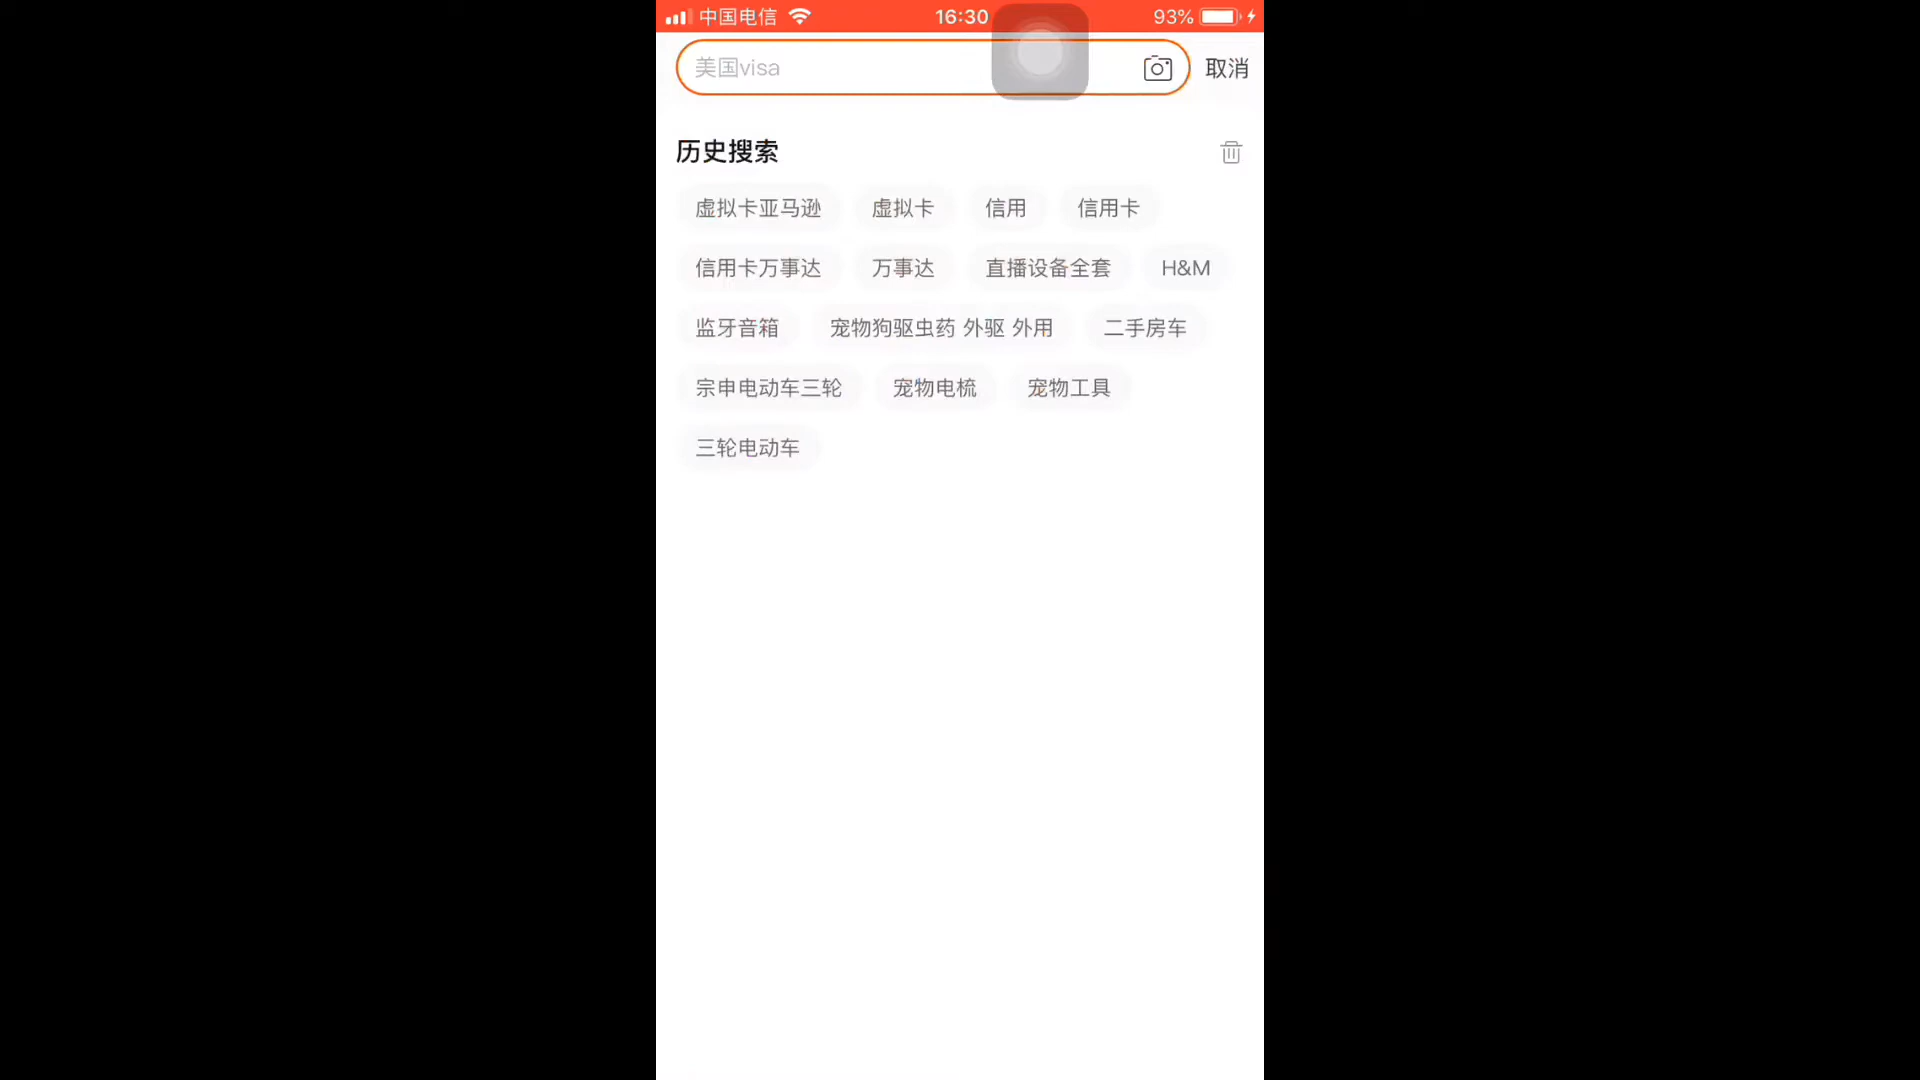 中国电信 16:30 93%
美国visa 取消
历史搜索
虚拟卡亚马逊 虚拟卡 信用 信用卡
信用卡万事达 万事达 直播设备全套 H&M
监牙音箱 宠物狗驱虫药 外驱 外用 二手房车
宗申电动车三轮 宠物电梳 宠物工具
三轮电动车